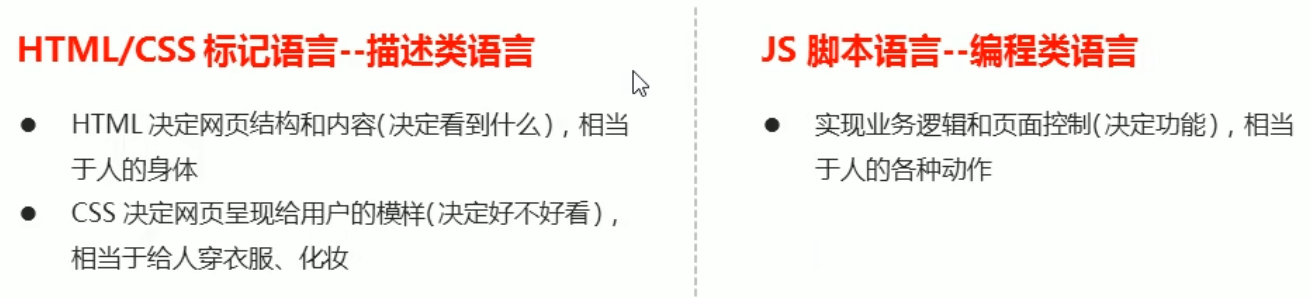 HTML/CSS 标记语言--描述类语言
● HTML 决定网页结构和内容(决定看到什么)，相当
于人的身体
● CSS 决定网页呈现给用户的模样(决定好不好看)，
相当于给人穿衣服、化妆
JS 脚本语言--编程类语言
● 实现业务逻辑和页面控制(决定功能)，相当
于人的各种动作